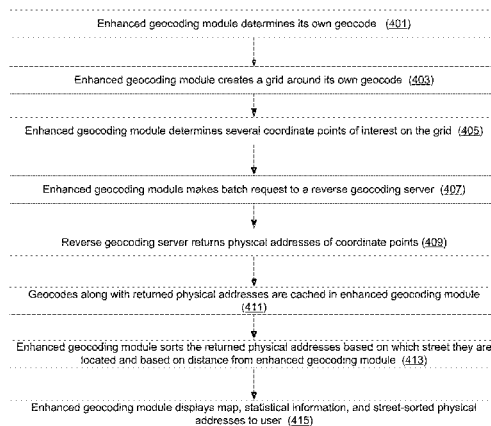 Enhanced geocoding module determines its own geocode (401)
Enhanced geocoding module creates a grid around its own geocode (403)
Enhanced geocoding module determines several coordinate points of interest on the grid (405)
Enhanced geocoding module makes batch request to a reverse geocoding server (407)
Reverse geocoding server returns physical addresses of coordinate points (409)
Geocodes along with returned physical addresses are cached in enhanced geocoding module
(411)
Enhanced geocoding module sorts the returned physical addresses based on which street they are
located and based on distance from enhanced geocoding module (413)
Enhanced geocoding module displays map, statistical information, and street-sorted physical
addresses to user (415)